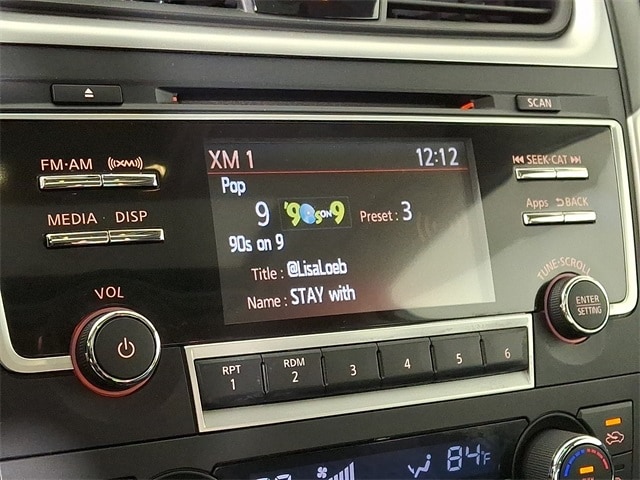 SCAN
FM·AM (((XM)))
SEEK·CAT
MEDIA DISP
Apps BACK
XM 1 12:12
Pop
9 '90s ON 9 Preset : 3
90s on 9
Title : @LisaLoeb
Name : STAY with
VOL
TUNE·SCROLL
ENTER
SETTING
RPT
1
RDM
2
3
4
5
6
84°F